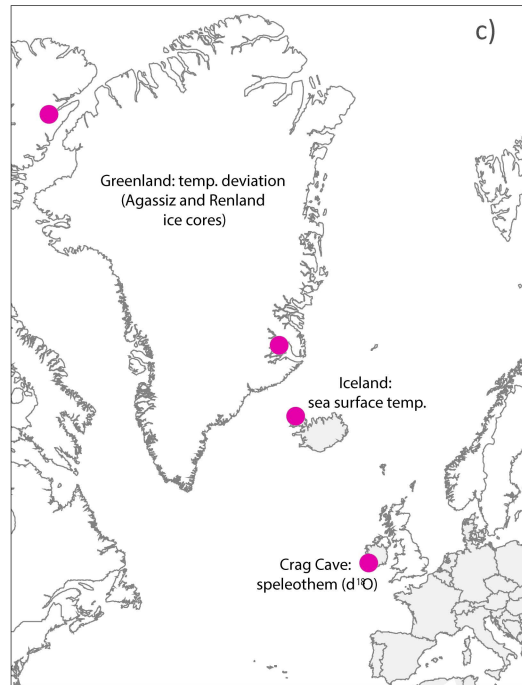 c)
Greenland: temp. deviation
(Agassiz and Renland
ice cores)
Iceland:
sea surface temp.
Crag Cave:
speleothem (d¹⁸O)